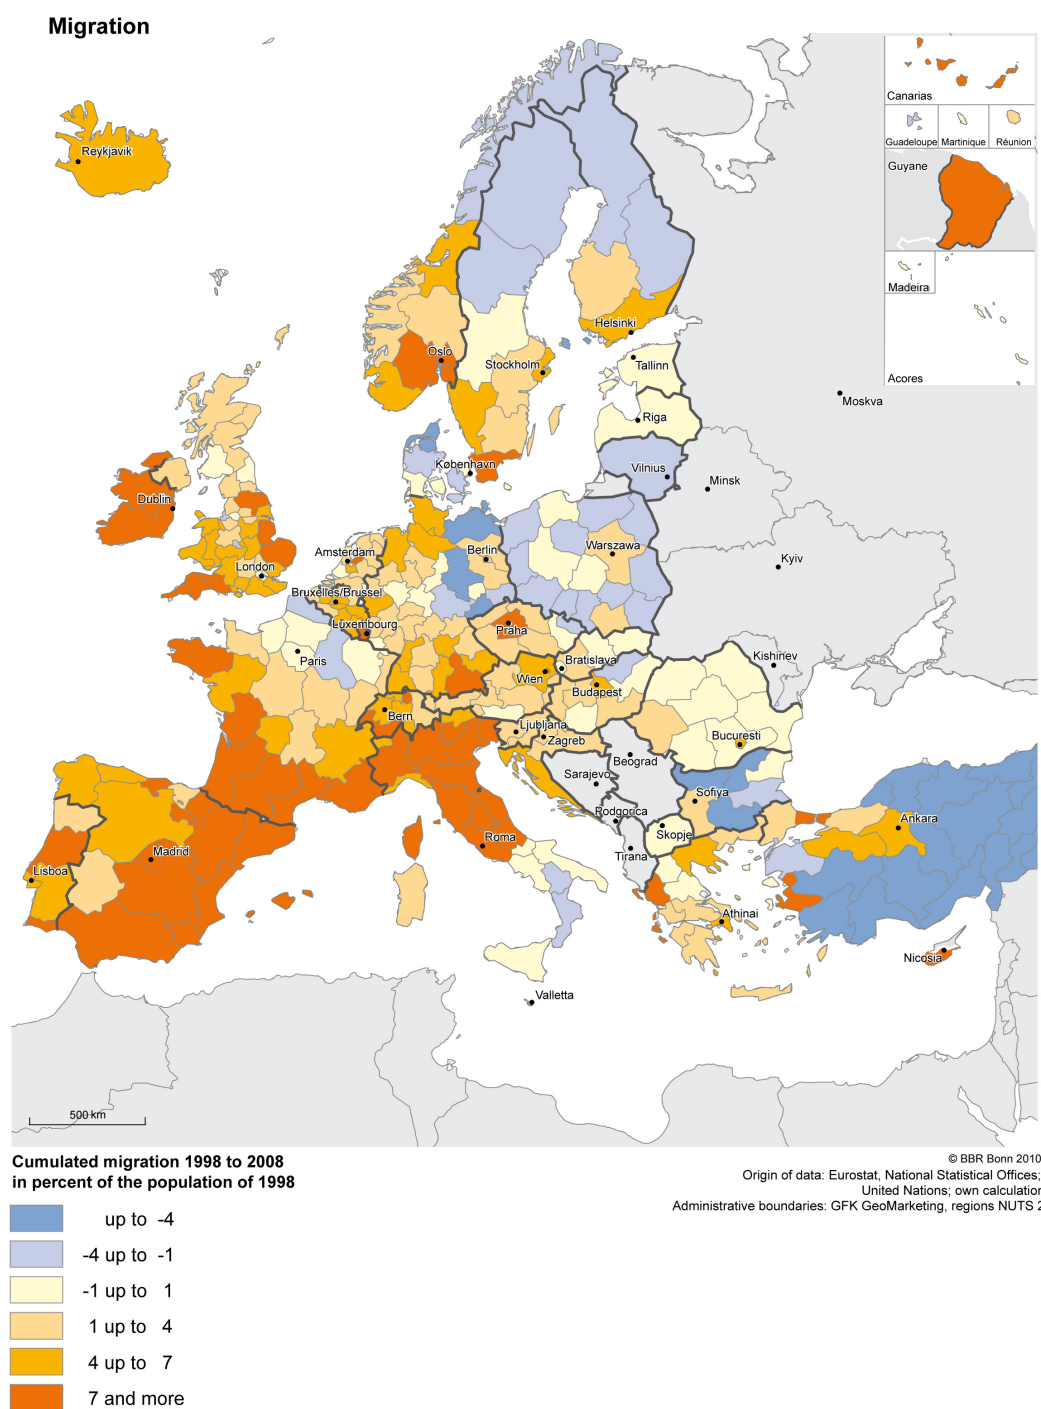 Migration
Reykjavik
Canarias
Guadeloupe
Martinique
Réunion
Guyane
Madeira
Acores
Helsinki
Oslo
Stockholm
Tallinn
Moskva
Riga
København
Vilnius
Minsk
Dublin
Amsterdam
Berlin
Warszawa
London
Kyiv
Bruxelles/Brussel
Luxembourg
Praha
Paris
Bratislava
Kishinev
Wien
Budapest
Bern
Ljubljana
Zagreb
Bucuresti
Beograd
Sarajevo
Sofiya
Podgorica
Ankara
Roma
Skopje
Madrid
Tirana
Lisboa
Athinai
Nicosia
Valletta
500 km
Cumulated migration 1998 to 2008
in percent of the population of 1998
up to -4
-4 up to -1
-1 up to 1
1 up to 4
4 up to 7
7 and more
© BBR Bonn 2010
Origin of data: Eurostat, National Statistical Offices;
United Nations; own calculation
Administrative boundaries: GFK GeoMarketing, regions NUTS 2